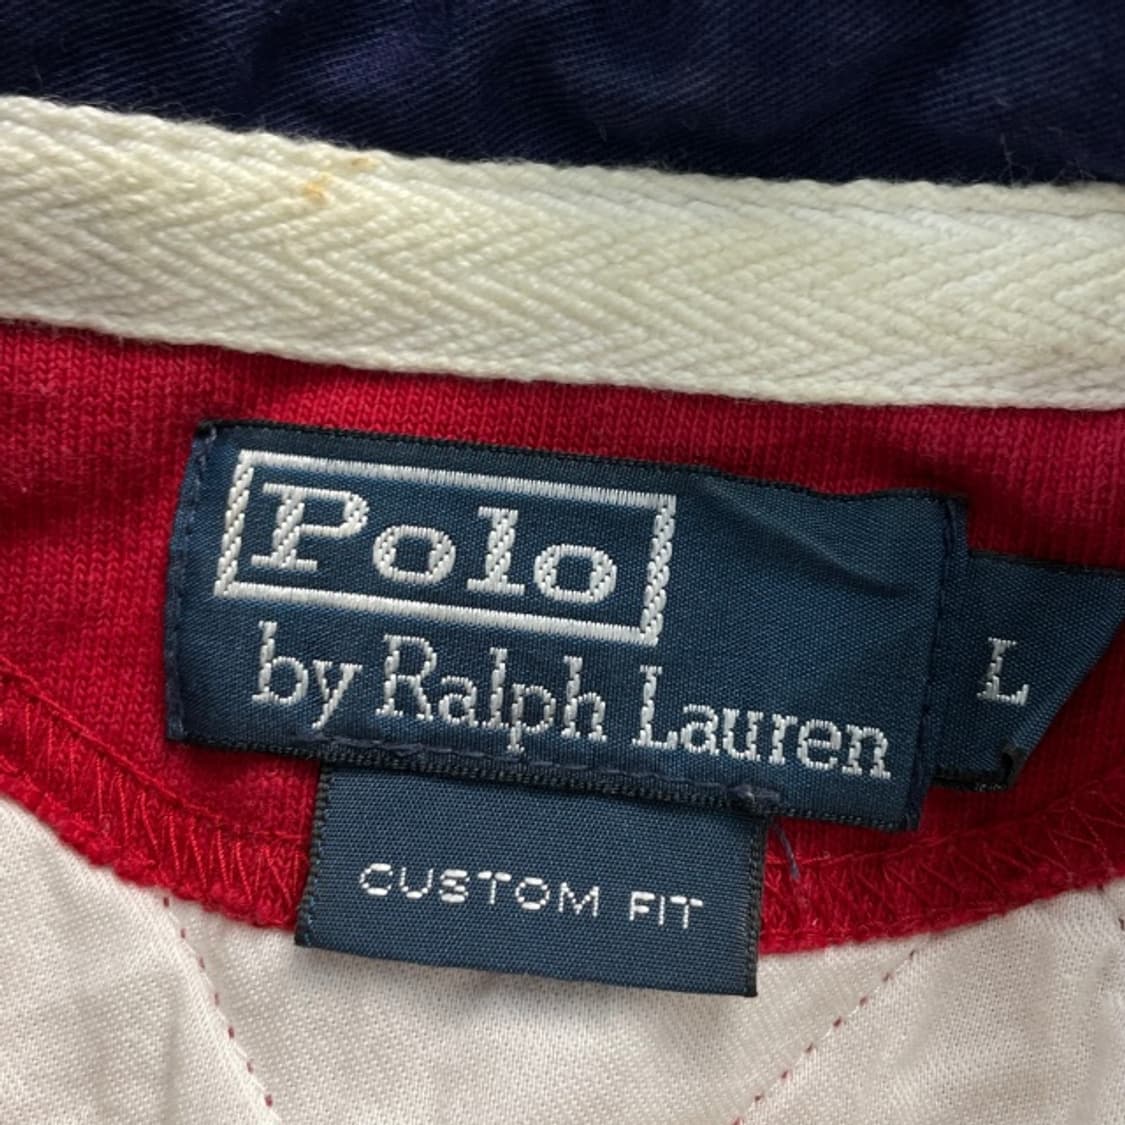 Polo
by Ralph Lauren
L
CUSTOM FIT